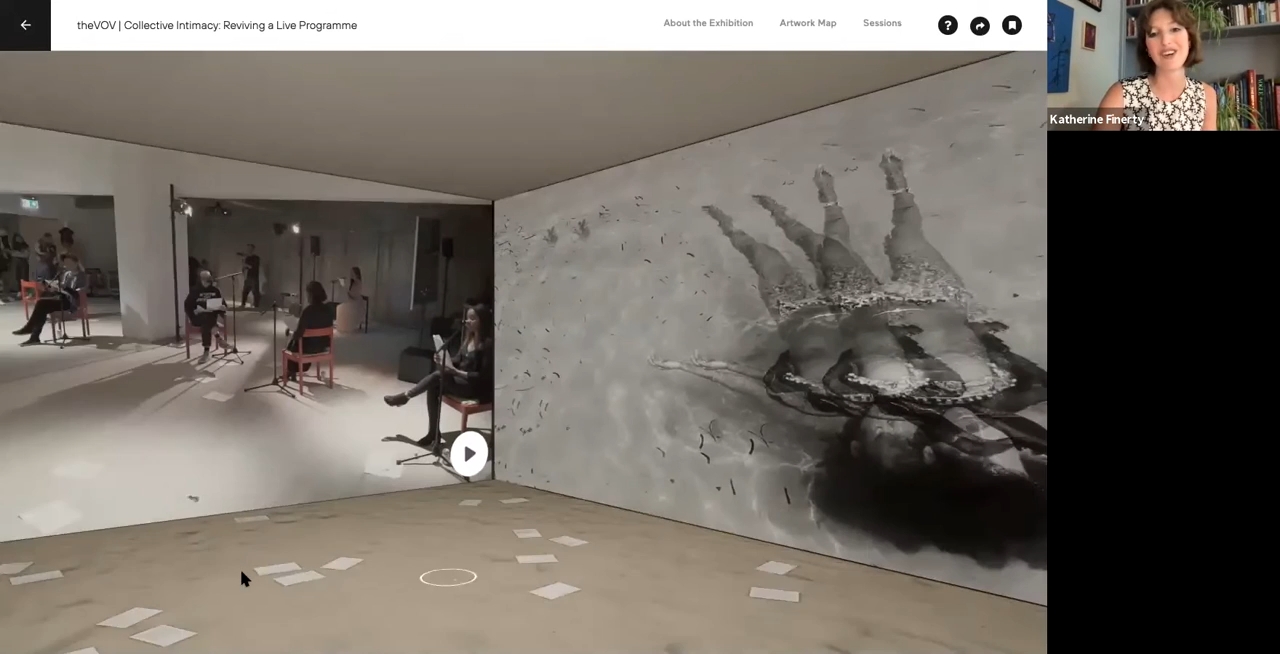 theVOV | Collective Intimacy: Reviving a Live Programme
About the Exhibition
Artwork Map
Sessions
?
Katherine Finerty